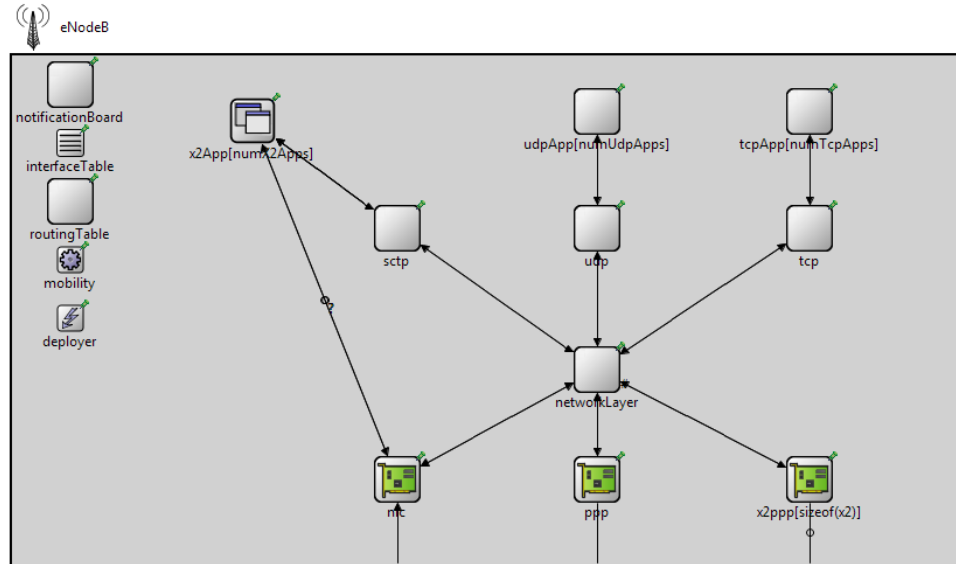 eNodeB
notificationBoard
interfaceTable
routingTable
mobility
deployer
x2App[numX2Apps]
udpApp[numUdpApps]
tcpApp[numTcpApps]
sctp
udp
tcp
networkLayer
nic
ppp
x2ppp[sizeof(x2)]